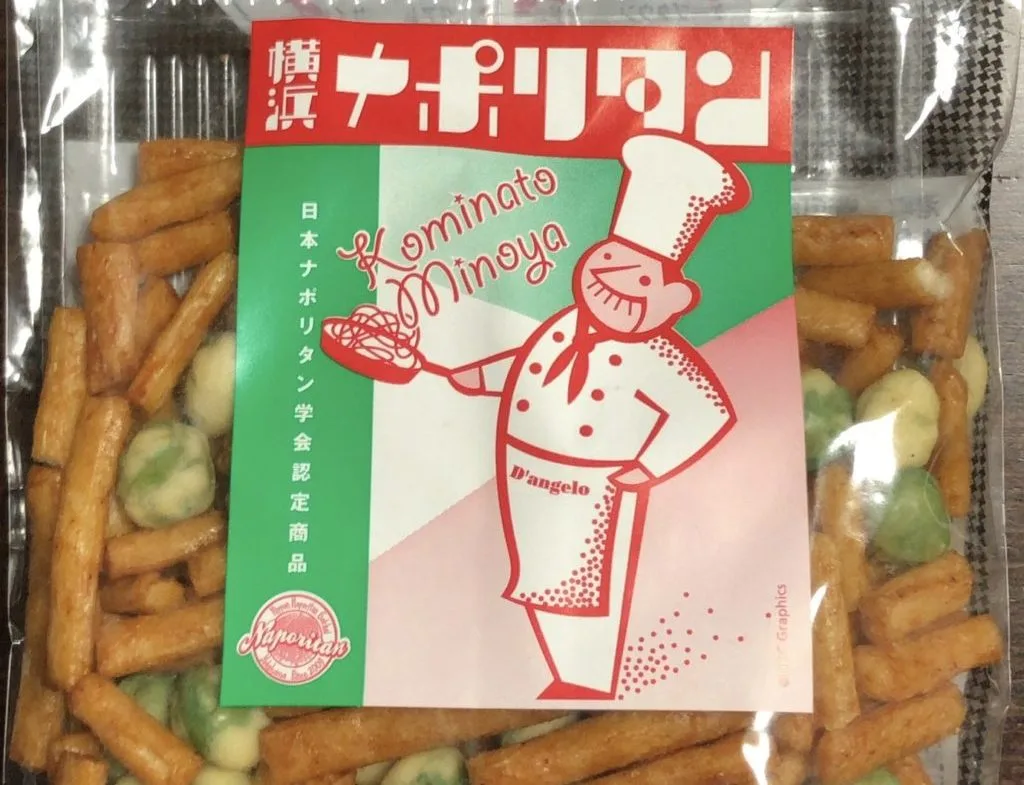 横浜
ナポリタン
Kominato
Minoya
日本ナポリタン学会認定商品
D'angelo
Naporitan
Graphics